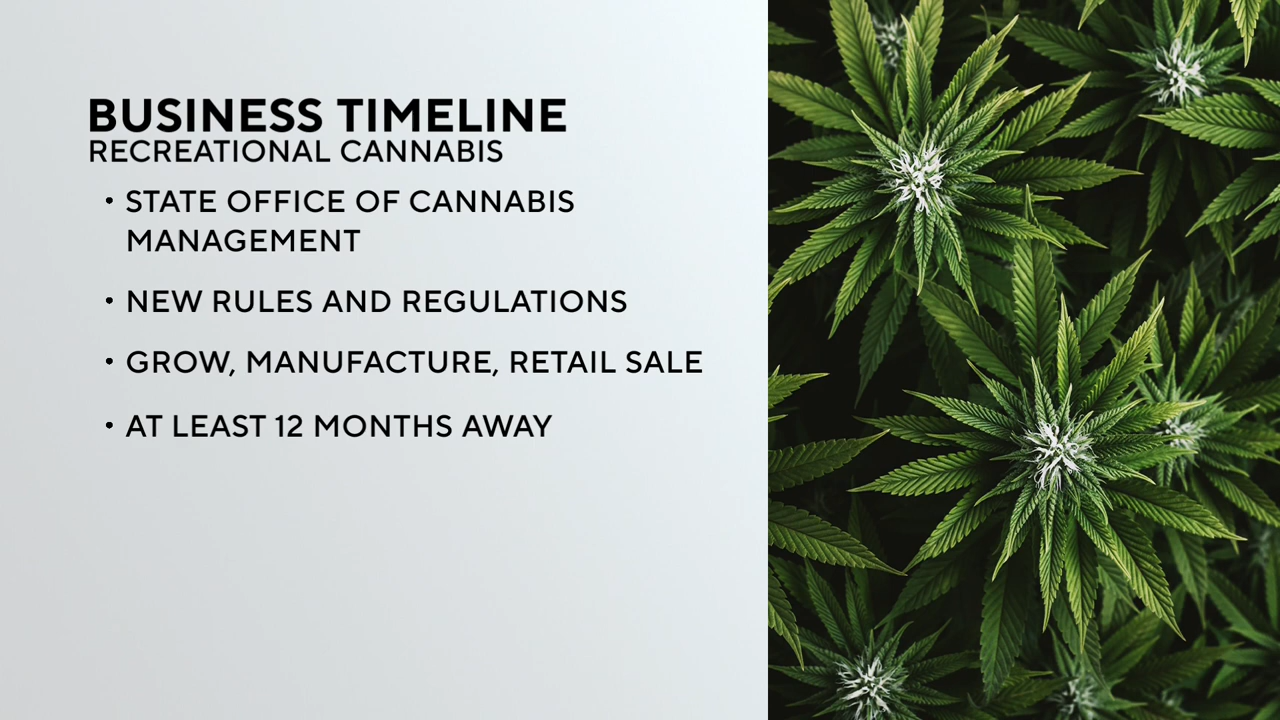 BUSINESS TIMELINE
RECREATIONAL CANNABIS
• STATE OFFICE OF CANNABIS
MANAGEMENT
• NEW RULES AND REGULATIONS
• GROW, MANUFACTURE, RETAIL SALE
• AT LEAST 12 MONTHS AWAY